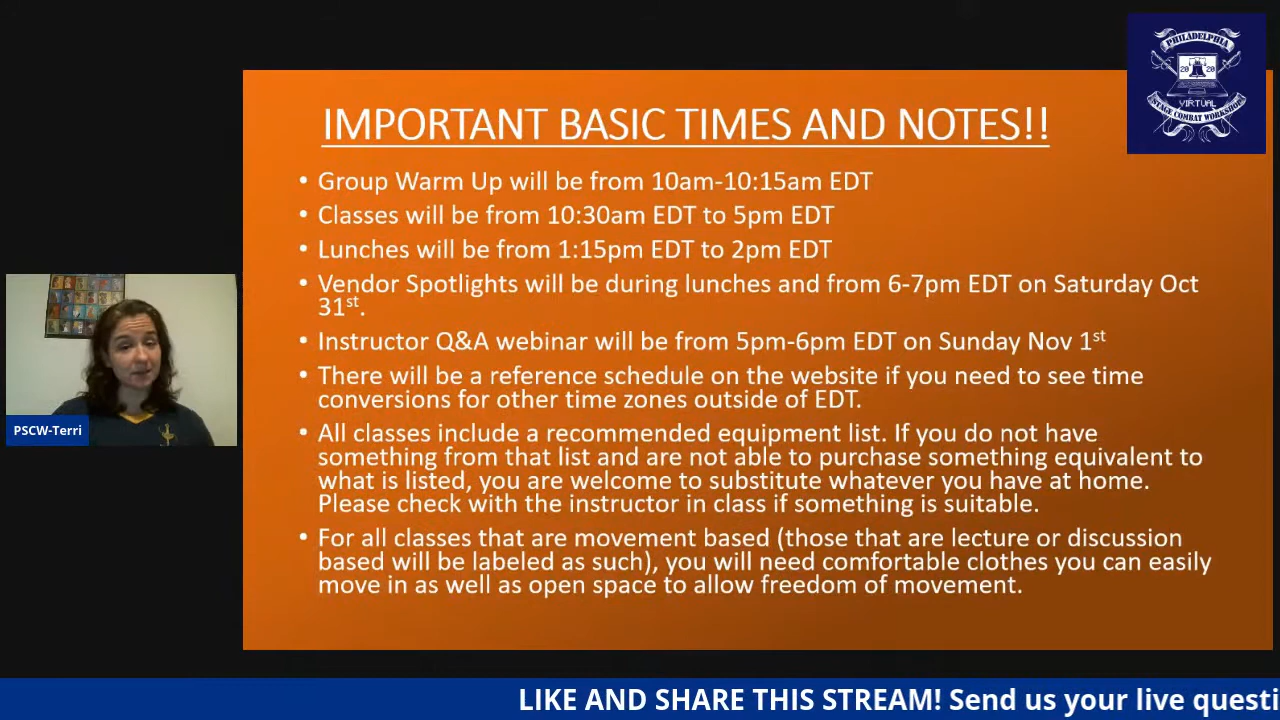 PHILADELPHIA
20 20
VIRTUAL
STAGE COMBAT WORKSHOP
IMPORTANT BASIC TIMES AND NOTES!!
• Group Warm Up will be from 10am-10:15am EDT
• Classes will be from 10:30am EDT to 5pm EDT
• Lunches will be from 1:15pm EDT to 2pm EDT
• Vendor Spotlights will be during lunches and from 6-7pm EDT on Saturday Oct
31st.
• Instructor Q&A webinar will be from 5pm-6pm EDT on Sunday Nov 1st
• There will be a reference schedule on the website if you need to see time
conversions for other time zones outside of EDT.
• All classes include a recommended equipment list. If you do not have
something from that list and are not able to purchase something equivalent to
what is listed, you are welcome to substitute whatever you have at home.
Please check with the instructor in class if something is suitable.
• For all classes that are movement based (those that are lecture or discussion
based will be labeled as such), you will need comfortable clothes you can easily
move in as well as open space to allow freedom of movement.
PSCW-Terri
LIKE AND SHARE THIS STREAM! Send us your live questi